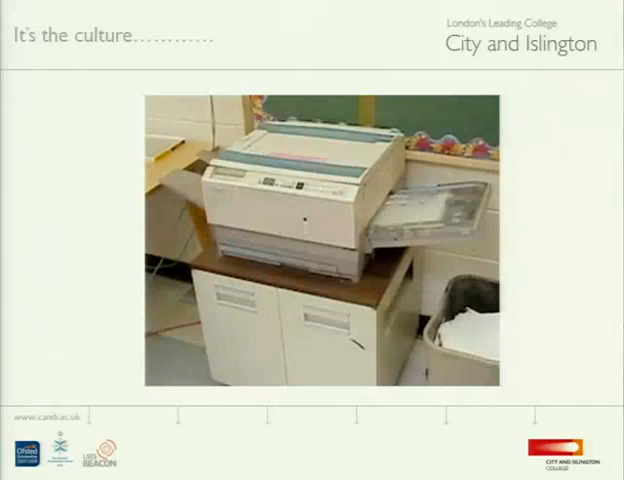 It's the culture…………
London's Leading College
City and Islington
www.candi.ac.uk
Ofsted
LSIS
BEACON
CITY AND ISLINGTON
COLLEGE